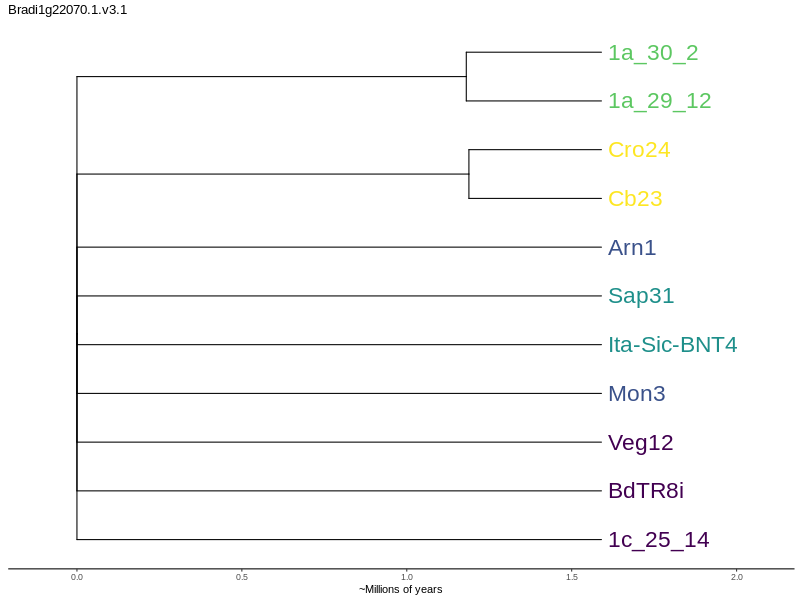 Bradi1g22070.1.v3.1
1a_30_2
1a_29_12
Cro24
Cb23
Arn1
Sap31
Ita-Sic-BNT4
Mon3
Veg12
BdTR8i
1c_25_14
0.0 0.5 1.0 1.5 2.0
~Millions of years